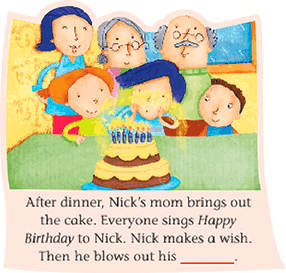 After dinner, Nick's mom brings out
the cake. Everyone sings Happy
Birthday to Nick. Nick makes a wish.
Then he blows out his ________.